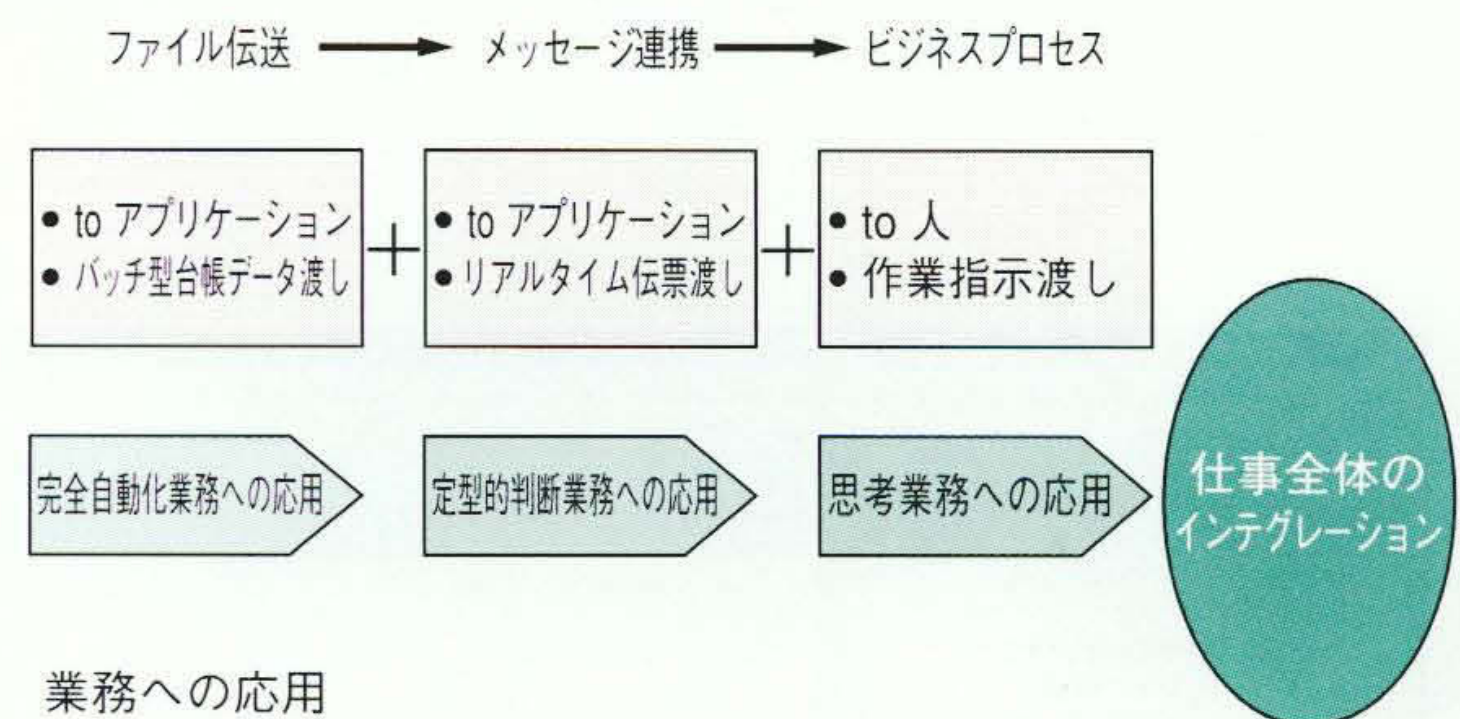 ファイル伝送 → メッセージ連携 → ビジネスプロセス
• to アプリケーション
• バッチ型台帳データ渡し
+
• to アプリケーション
• リアルタイム伝票渡し
+
• to 人
• 作業指示渡し
完全自動化業務への応用
定型的判断業務への応用
思考業務への応用
仕事全体の
インテグレーション
業務への応用